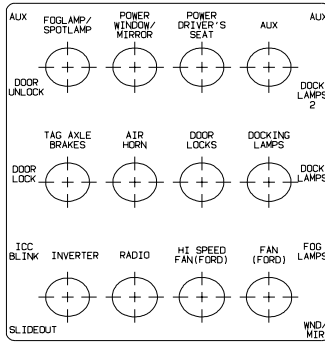 AUX
FOGLAMP/
SPOTLAMP
POWER
WINDOW/
MIRROR
POWER
DRIVER'S
SEAT
AUX
AUX
DOOR
UNLOCK
DOCK
LAMPS
2
TAG AXLE
BRAKES
AIR
HORN
DOOR
LOCKS
DOCKING
LAMPS
DOOR
LOCK
DOCK
LAMPS
ICC
BLINK
INVERTER
RADIO
HI SPEED
FAN(FORD)
FAN
(FORD)
FOG
LAMPS
SLIDEOUT
WND/
MIR